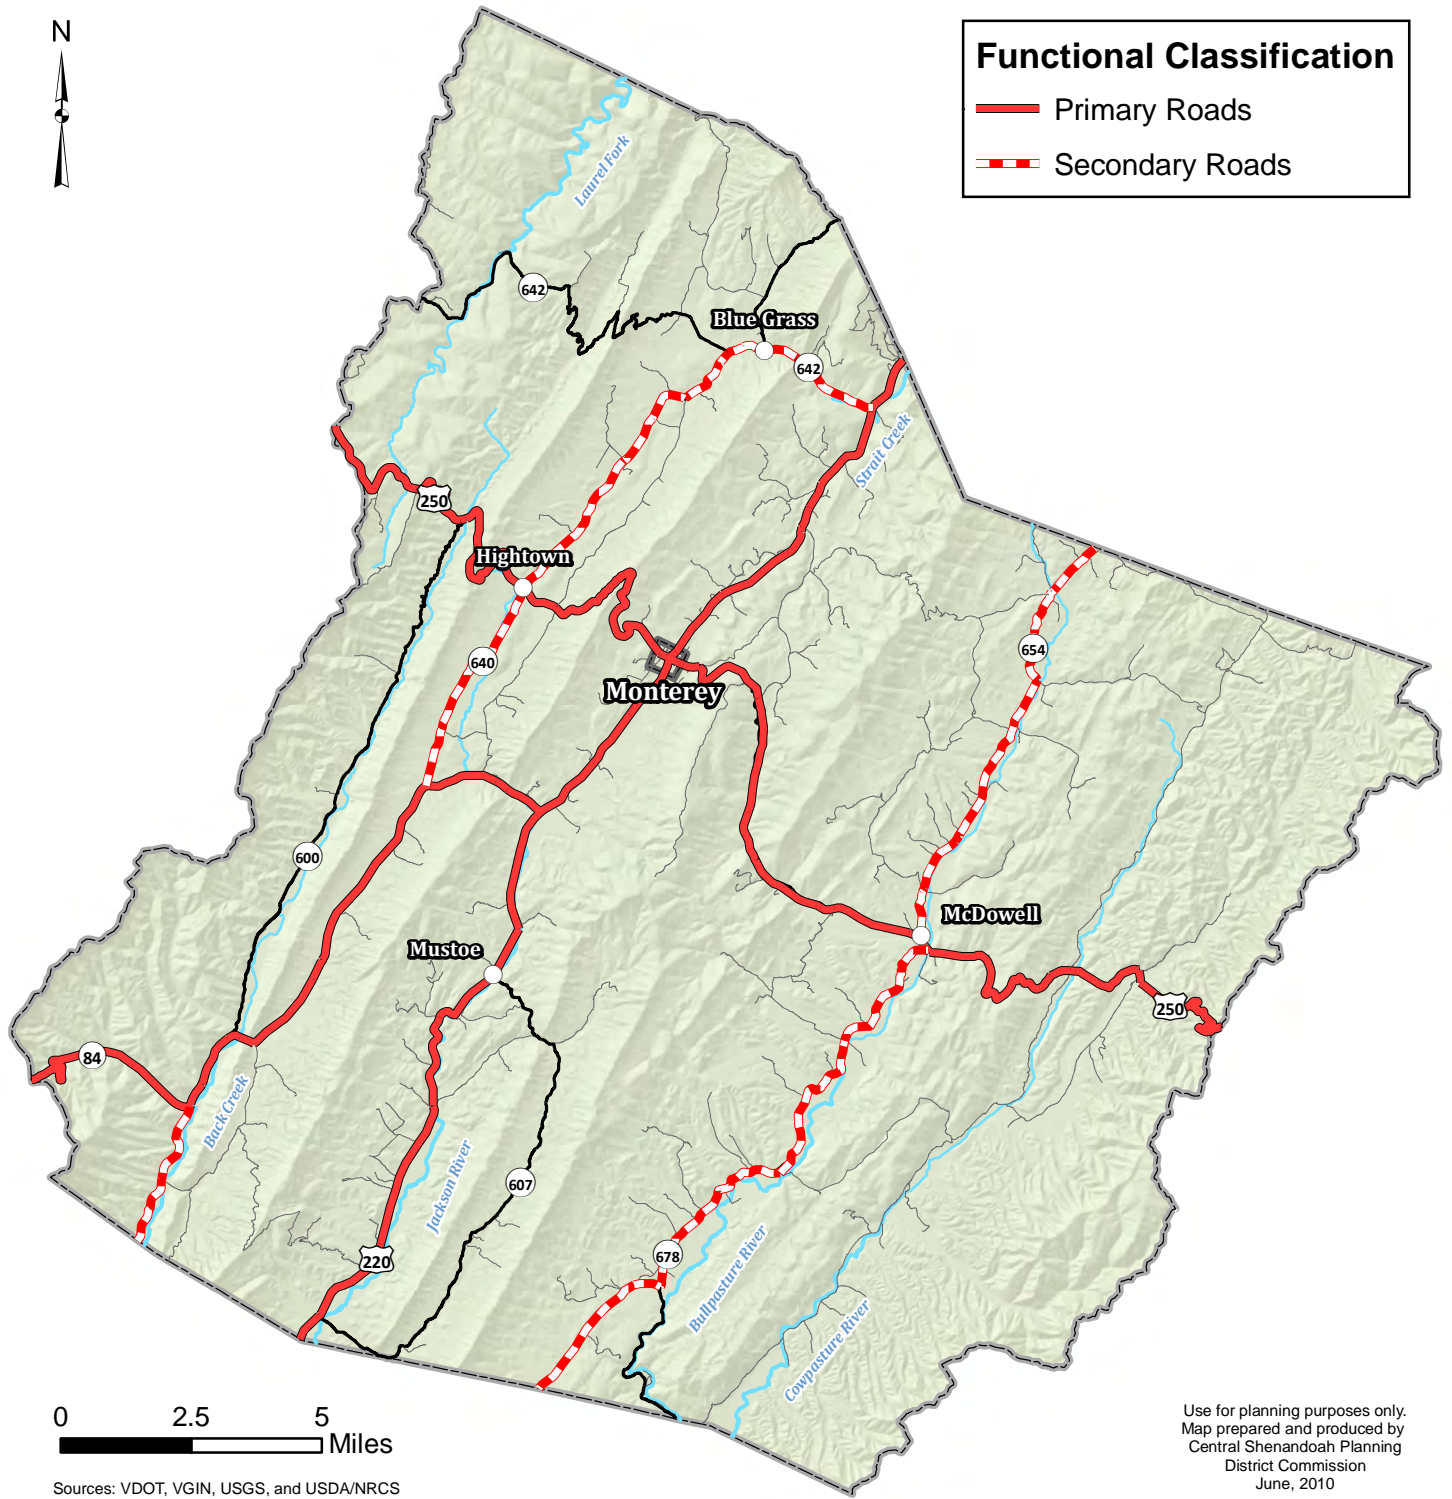 N
Functional Classification
Primary Roads
Secondary Roads
Laurel Fork
642
Blue Grass
642
Strait Creek
250
Hightown
640
654
Monterey
600
McDowell
Mustoe
250
84
Back Creek
Jackson River
607
220
678
Bullpasture River
Cowpasture River
0 2.5 5
Miles
Sources: VDOT, VGIN, USGS, and USDA/NRCS
Use for planning purposes only.
Map prepared and produced by
Central Shenandoah Planning
District Commission
June, 2010